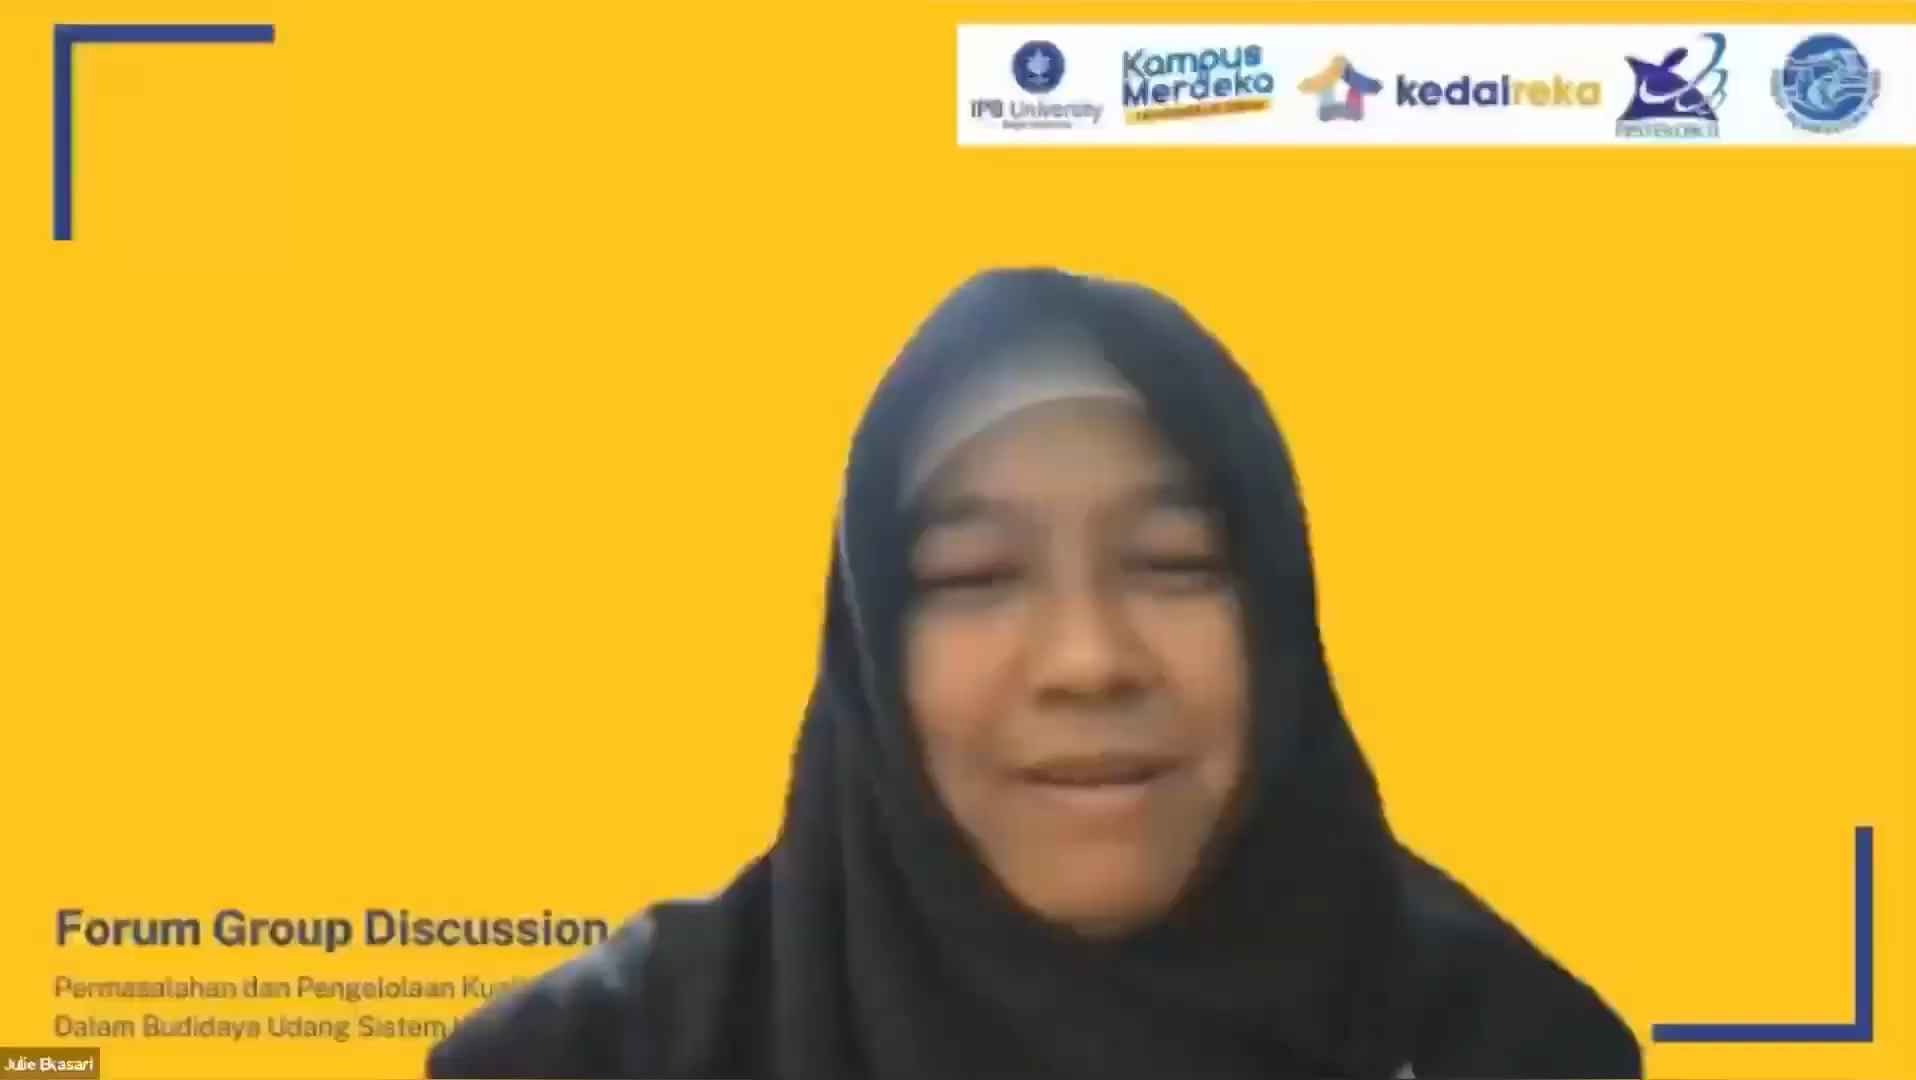 IPB University
Kampus
Merdeka
kedaireka
Forum Group Discussion
Permasalahan dan Pengelolaan
Dalam Budidaya Udang Sistem
Julie Ekasari